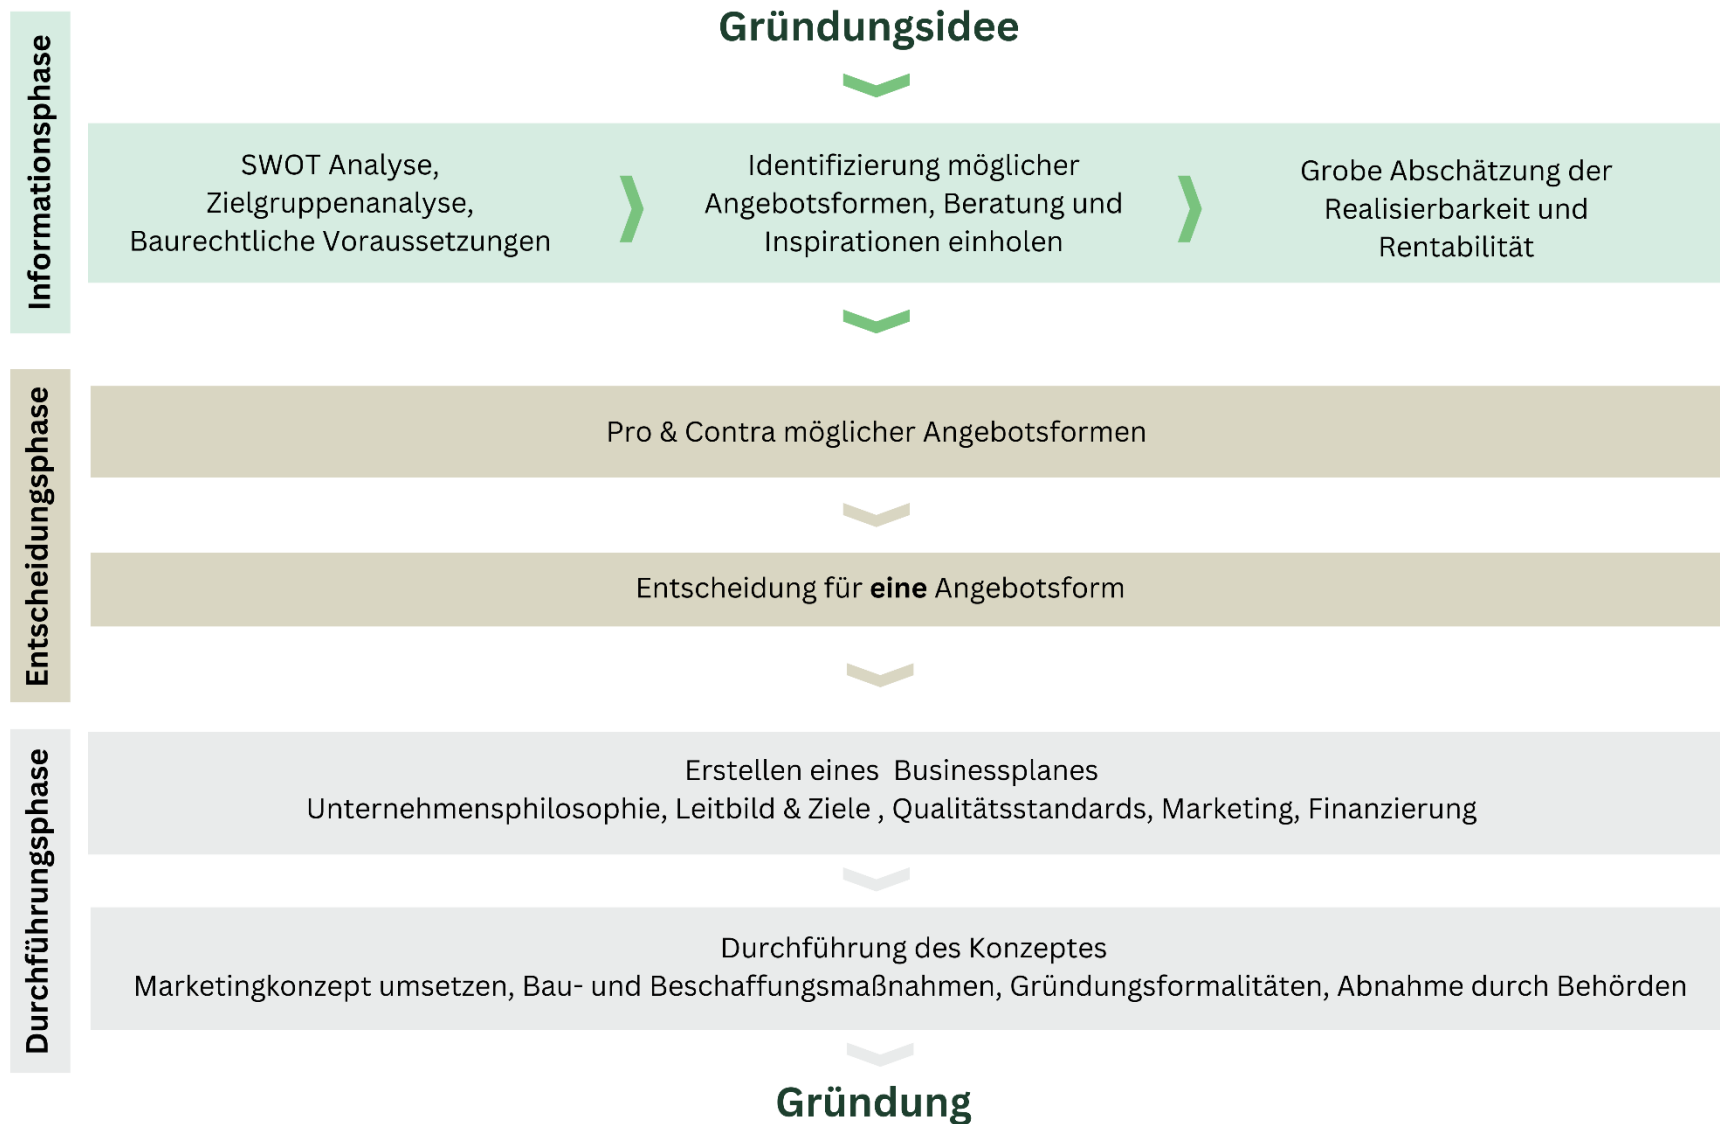 Gründungsidee
Informationsphase
SWOT Analyse,
Zielgruppenanalyse,
Baurechtliche Voraussetzungen
Identifizierung möglicher
Angebotsformen, Beratung und
Inspirationen einholen
Grobe Abschätzung der
Realisierbarkeit und
Rentabilität
Entscheidungsphase
Pro & Contra möglicher Angebotsformen
Entscheidung für eine Angebotsform
Durchführungsphase
Erstellen eines  Businessplanes
Unternehmensphilosophie, Leitbild & Ziele , Qualitätsstandards, Marketing, Finanzierung
Durchführung des Konzeptes
Marketingkonzept umsetzen, Bau- und Beschaffungsmaßnahmen, Gründungsformalitäten, Abnahme durch Behörden
Gründung